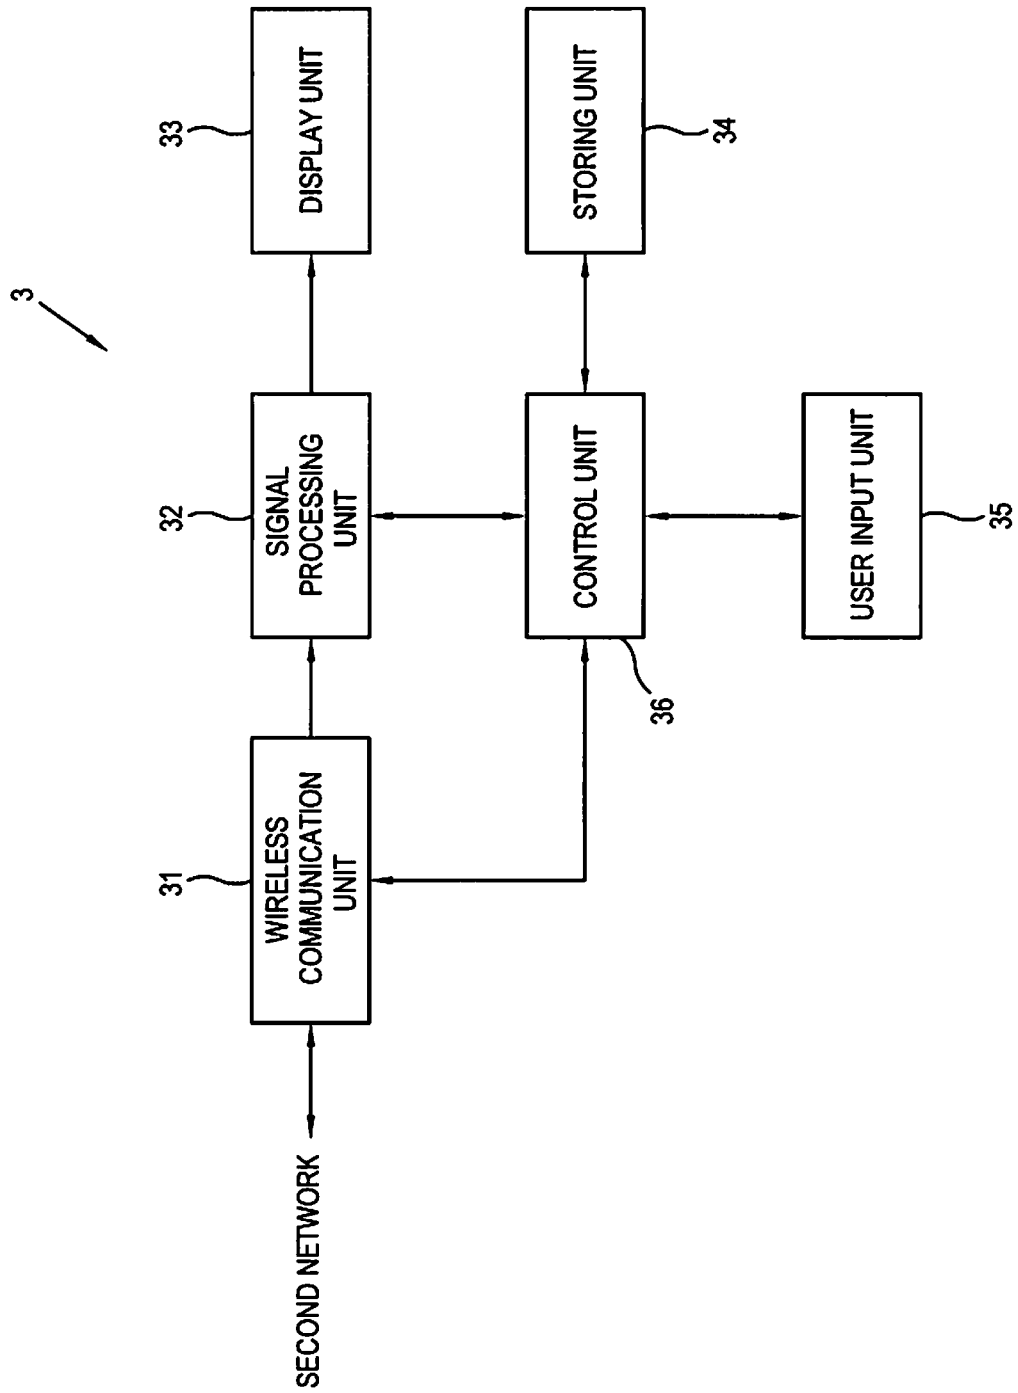 3
31
32
33
SECOND NETWORK
WIRELESS
COMMUNICATION
UNIT
SIGNAL
PROCESSING
UNIT
DISPLAY UNIT
CONTROL UNIT
STORING UNIT
36
34
USER INPUT UNIT
35